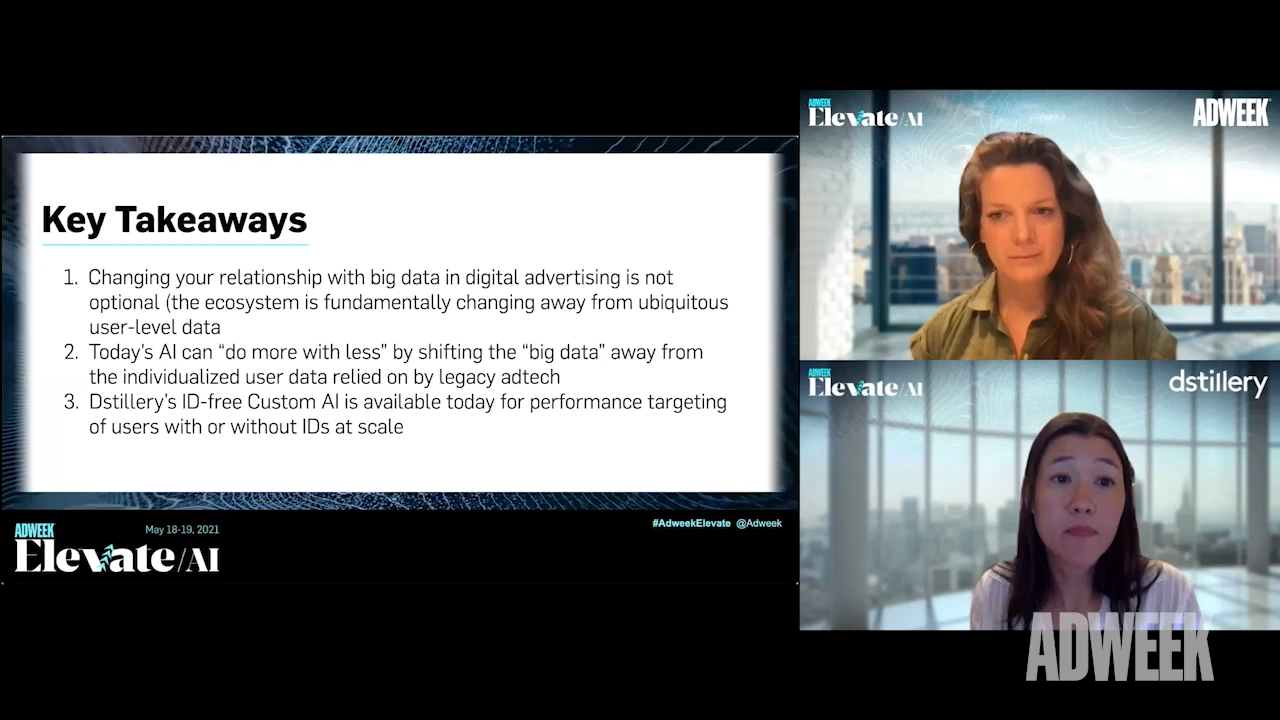 Key Takeaways
1. Changing your relationship with big data in digital advertising is not
optional (the ecosystem is fundamentally changing away from ubiquitous
user-level data
2. Today's AI can “do more with less” by shifting the “big data” away from
the individualized user data relied on by legacy adtech
3. Dstillery's ID-free Custom AI is available today for performance targeting
of users with or without IDs at scale
ADWEEK
Elevate/AI
May 18-19, 2021
#AdweekElevate @Adweek
ADWEEK
Elevate/AI
ADWEEK
ADWEEK
Elevate/AI
dstillery
ADWEEK